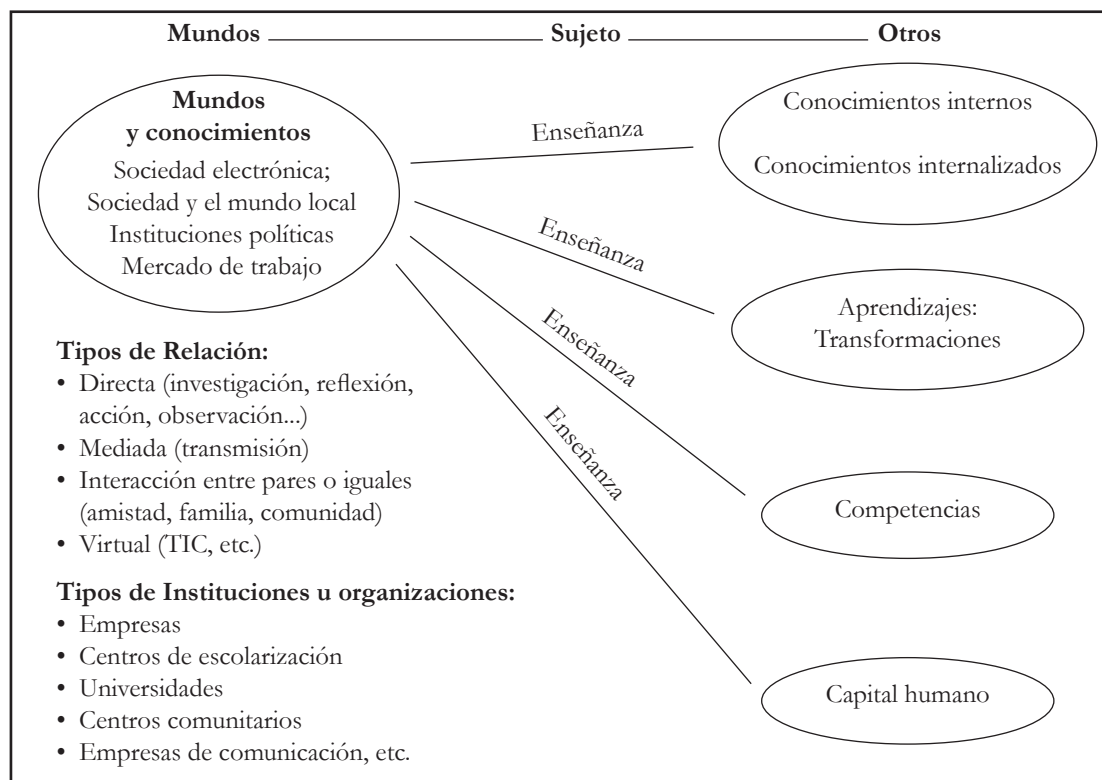 Mundos Sujeto Otros
Mundos
y conocimientos
Sociedad electrónica;
Sociedad y el mundo local
Instituciones políticas
Mercado de trabajo
Enseñanza
Enseñanza
Enseñanza
Enseñanza
Conocimientos internos
Conocimientos internalizados
Aprendizajes:
Transformaciones
Competencias
Capital humano
Tipos de Relación:
• Directa (investigación, reflexión,
acción, observación...)
• Mediada (transmisión)
• Interacción entre pares o iguales
(amistad, familia, comunidad)
• Virtual (TIC, etc.)
Tipos de Instituciones u organizaciones:
• Empresas
• Centros de escolarización
• Universidades
• Centros comunitarios
• Empresas de comunicación, etc.